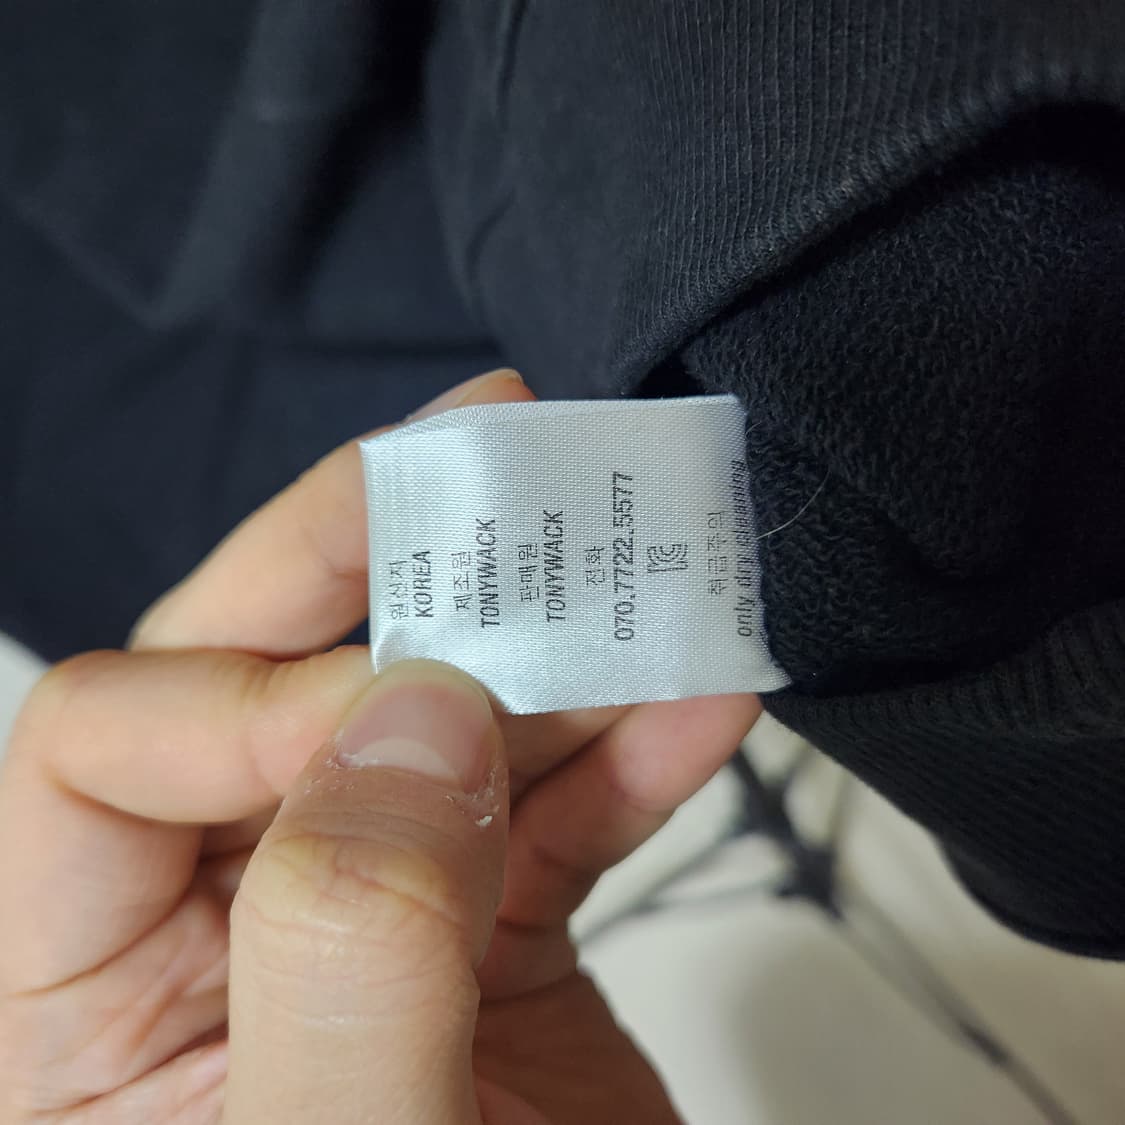 원산지
KOREA
제조원
TONYWACK
판매원
TONYWACK
전화
070.7722.5577
취급주의
only dry cleaning